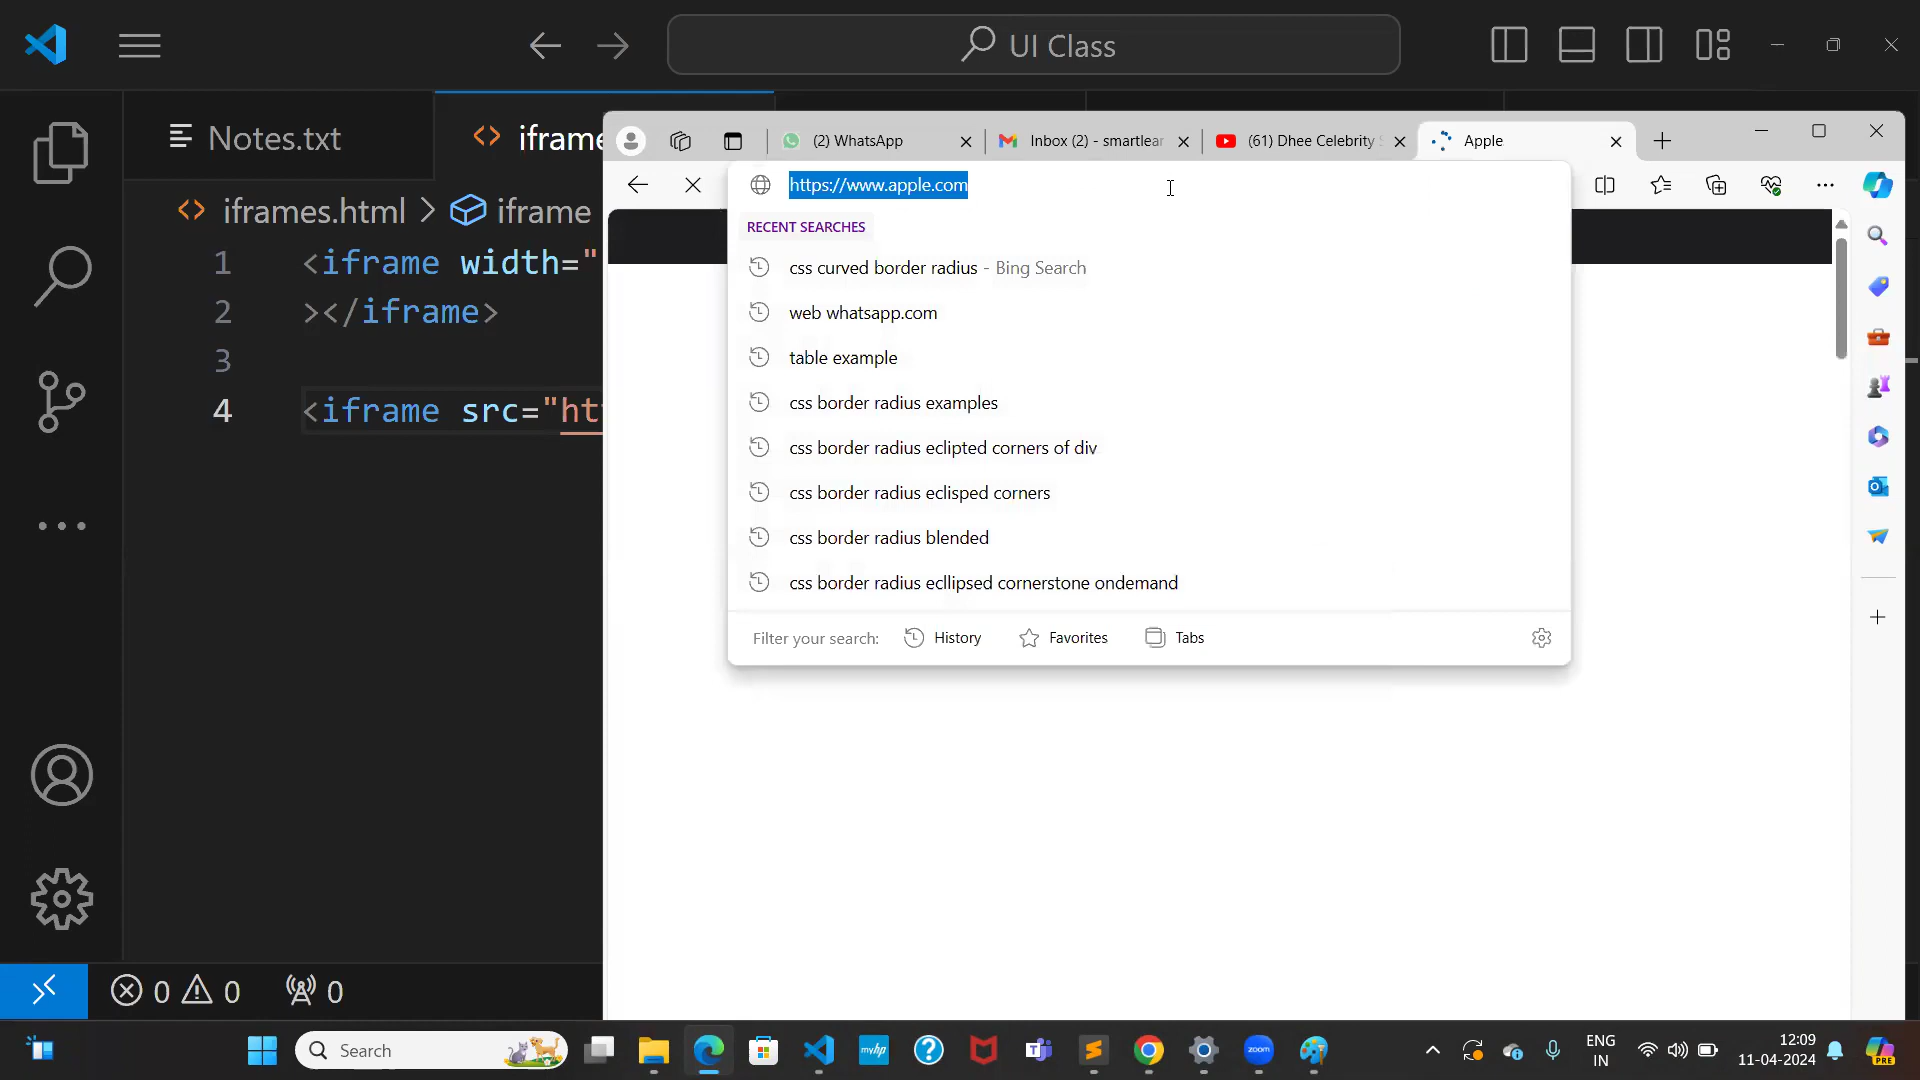 UI Class
Notes.txt
iframe
iframes.html > iframe
1 <iframe width="
2 ></iframe>
3
4 <iframe src="ht
0 0 0
(2) WhatsApp
Inbox (2) - smartlear
(61) Dhee Celebrity
Apple
https://www.apple.com
RECENT SEARCHES
css curved border radius - Bing Search
web whatsapp.com
table example
css border radius examples
css border radius eclipted corners of div
css border radius eclisped corners
css border radius blended
css border radius ecllipsed cornerstone ondemand
Filter your search: History Favorites Tabs
Search
myhp
zoom
ENG
IN
12:09
11-04-2024
PRE